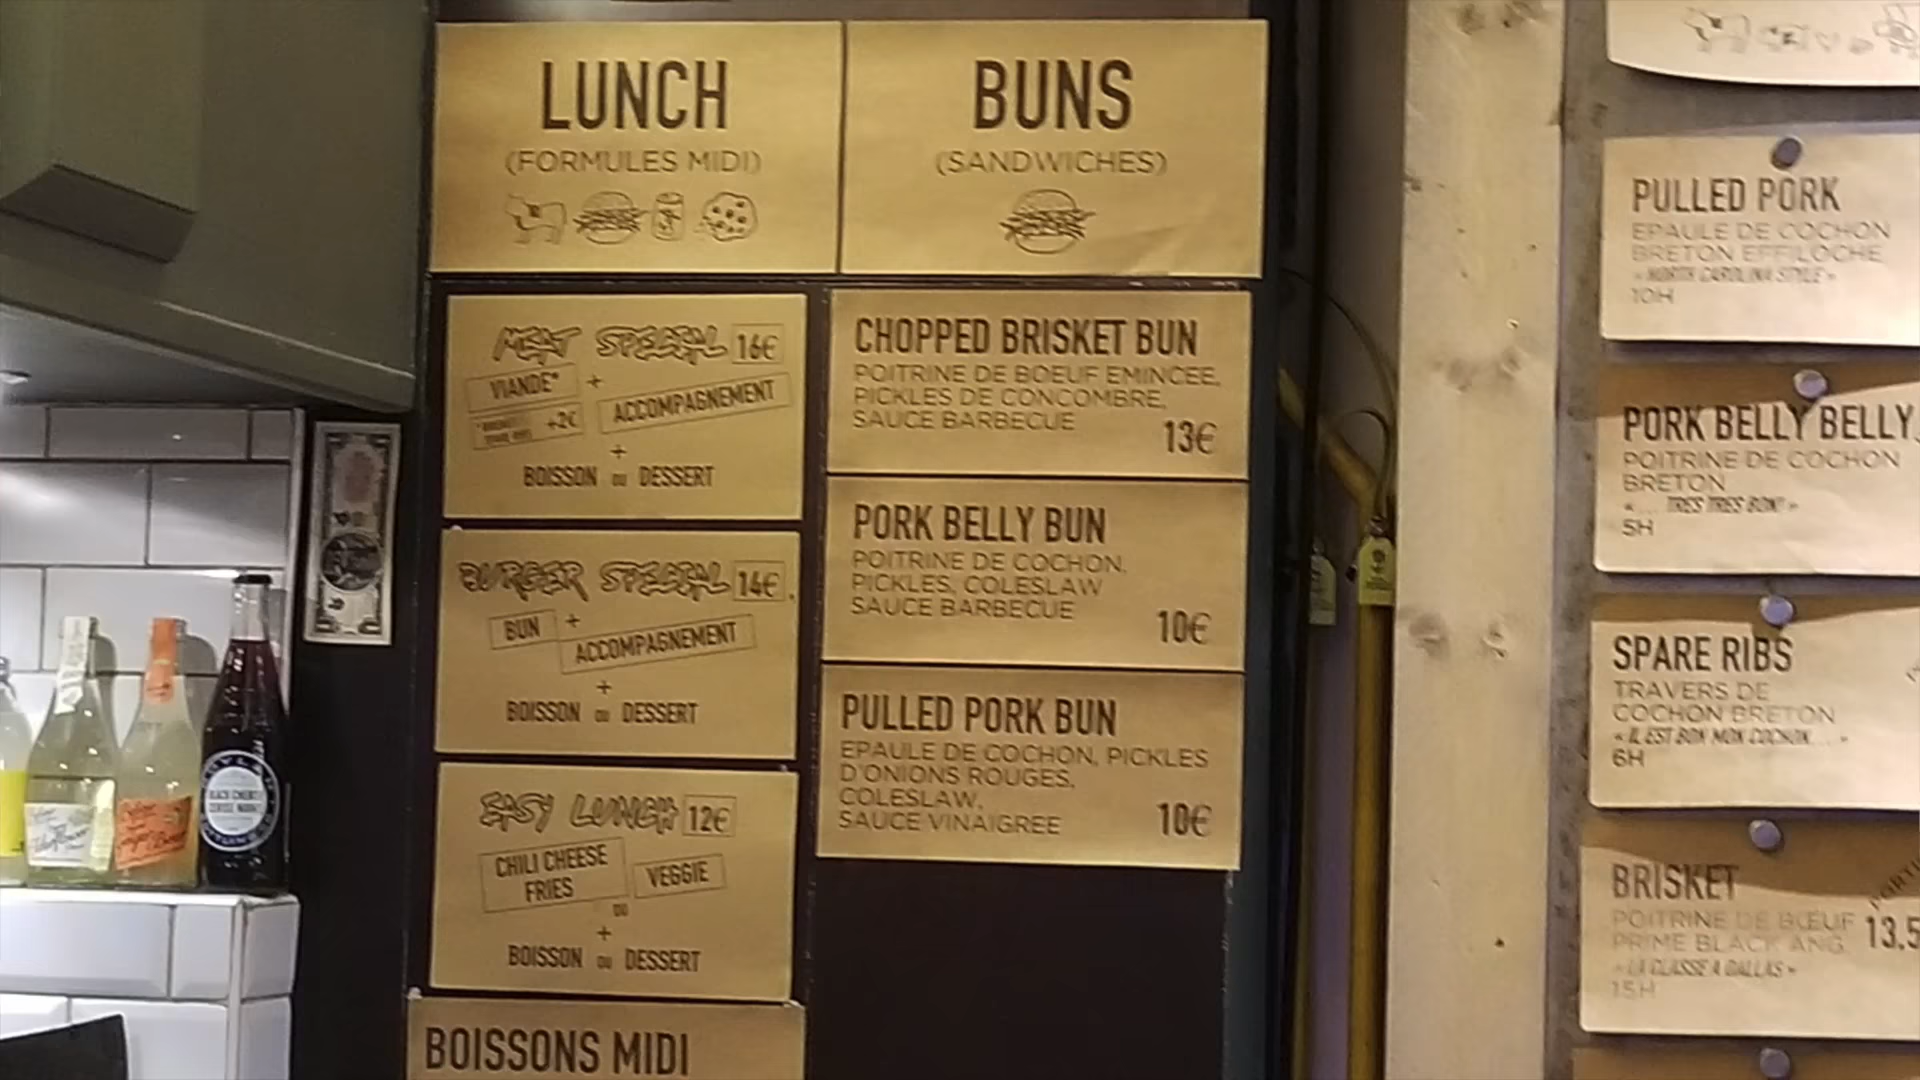 LUNCH
(FORMULES MIDI)
MEAT SPECIAL 16€
VIANDE* +
ACCOMPAGNEMENT
+2€
+
BOISSON ou DESSERT
BURGER SPECIAL 14€
BUN +
ACCOMPAGNEMENT
+
BOISSON ou DESSERT
EASY LUNCH 12€
CHILI CHEESE
FRIES
VEGGIE
ou
+
BOISSON ou DESSERT
BOISSONS MIDI
BUNS
(SANDWICHES)
CHOPPED BRISKET BUN
POITRINE DE BOEUF EMINCEE,
PICKLES DE CONCOMBRE,
SAUCE BARBECUE
13€
PORK BELLY BUN
POITRINE DE COCHON,
PICKLES, COLESLAW
SAUCE BARBECUE
10€
PULLED PORK BUN
EPAULE DE COCHON, PICKLES
D'ONIONS ROUGES,
COLESLAW,
SAUCE VINAIGREE
10€
PULLED PORK
EPAULE DE COCHON
BRETON EFFILOCHE
« NORTH CAROLINA STYLE »
10H
PORK BELLY BELLY
POITRINE DE COCHON
BRETON
«... TRES TRES BON! »
5H
SPARE RIBS
TRAVERS DE
COCHON BRETON
« IL EST BON MON COCHON... »
6H
BRISKET
POITRINE DE BŒUF 13.5
PRIME BLACK ANG.
« LA CLASSE A DALLAS »
15H